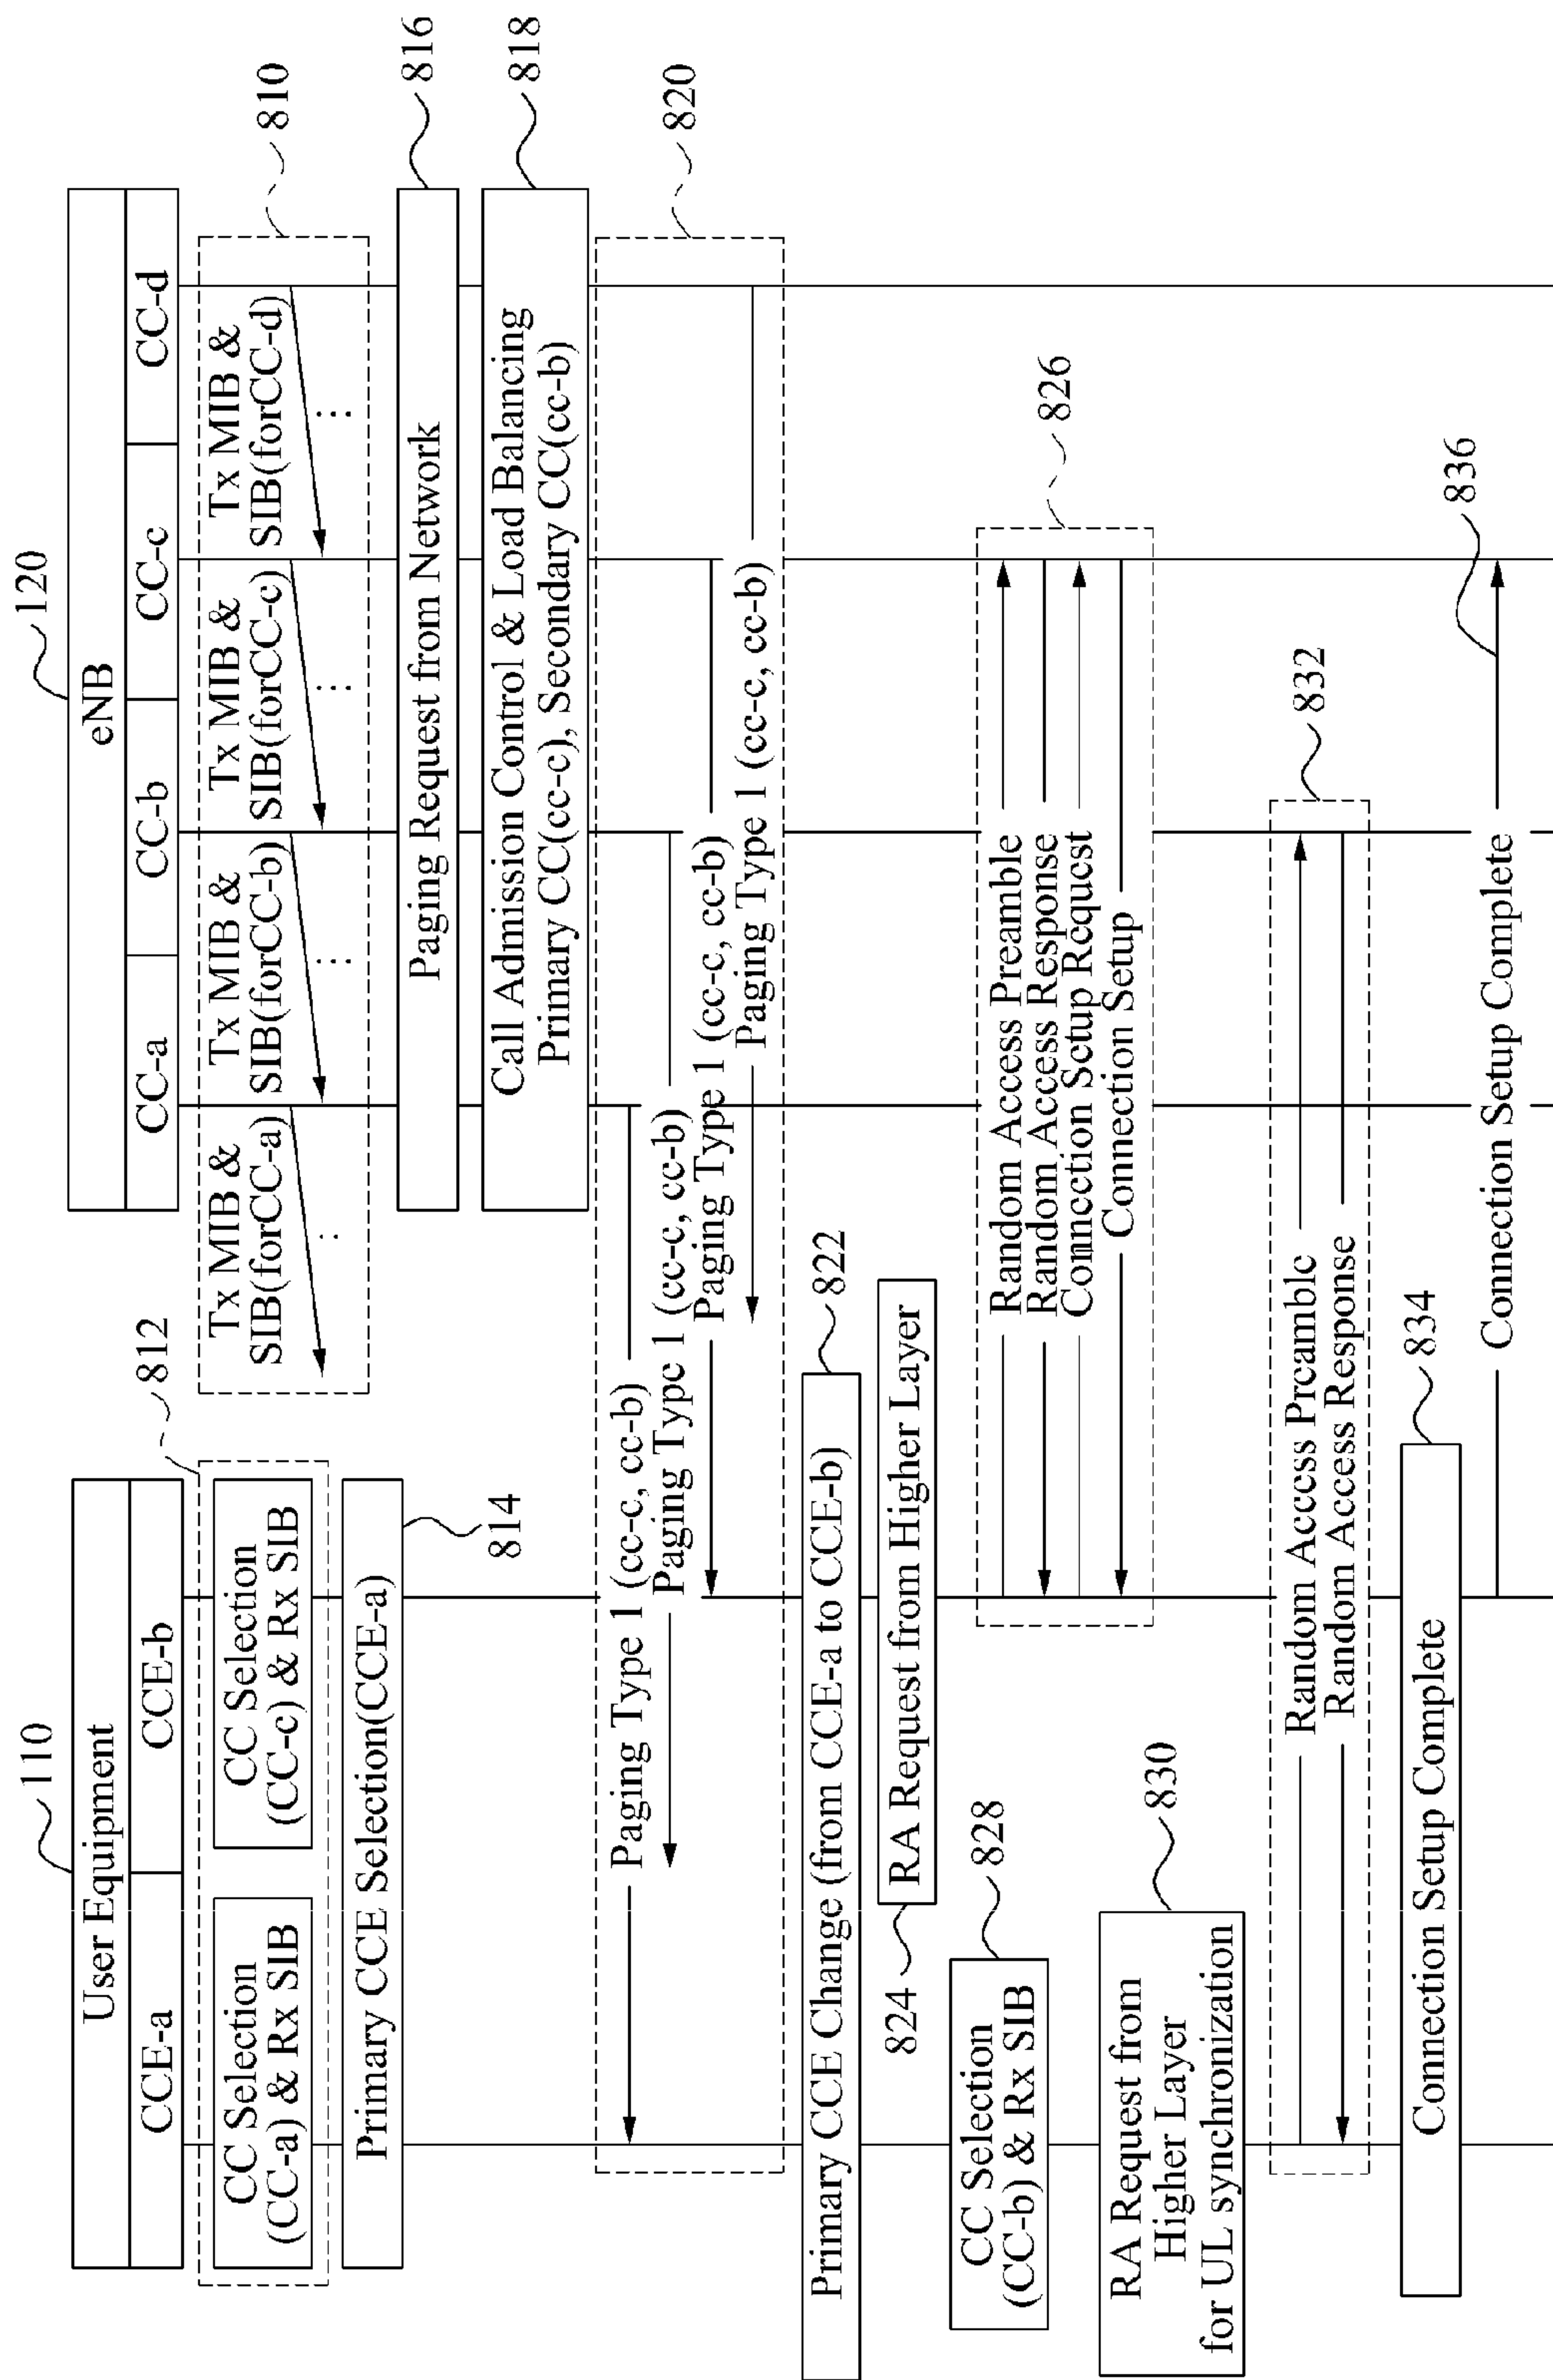 110
120
User Equipment
eNB
CCE-a
CCE-b
CC-a
CC-b
CC-c
CC-d
812
CC Selection
(CC-a) & Rx SIB
CC Selection
(CC-c) & Rx SIB
Tx MIB &
SIB(forCC-a)
Tx MIB &
SIB(forCC-b)
Tx MIB &
SIB(forCC-c)
Tx MIB &
SIB(forCC-d)
810
Primary CCE Selection(CCE-a)
814
Paging Request from Network
816
Call Admission Control & Load Balancing
Primary CC(cc-c), Secondary CC(cc-b)
818
Paging Type 1 (cc-c, cc-b)
Paging Type 1 (cc-c, cc-b)
Paging Type 1 (cc-c, cc-b)
Paging Type 1 (cc-c, cc-b)
820
Primary CCE Change (from CCE-a to CCE-b)
822
824
RA Request from Higher Layer
CC Selection
(CC-b) & Rx SIB
828
Random Access Preamble
Random Access Response
Connection Setup Request
Connection Setup
826
RA Request from
Higher Layer
for UL synchronization
830
Random Access Preamble
Random Access Response
832
Connection Setup Complete
834
Connection Setup Complete
836